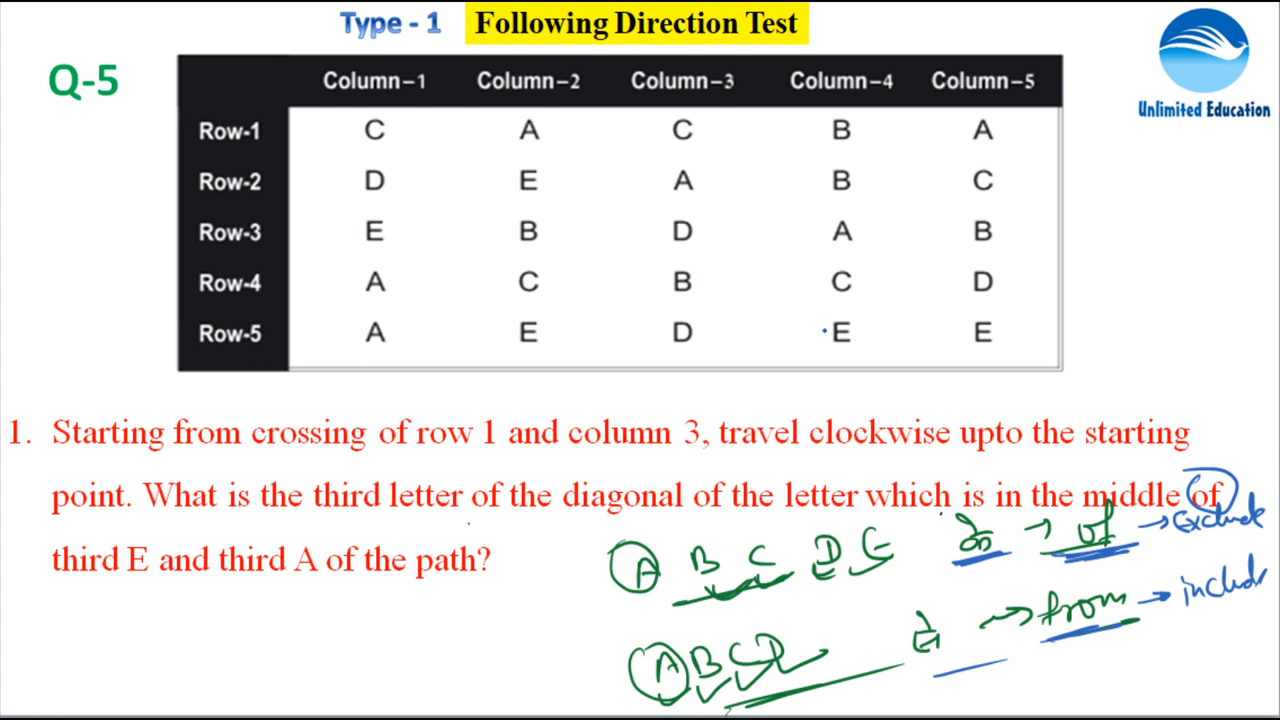 Type - 1 Following Direction Test
Unlimited Education
Q-5
Column-1 Column-2 Column-3 Column-4 Column-5
Row-1 C A C B A
Row-2 D E A B C
Row-3 E B D A B
Row-4 A C B C D
Row-5 A E D E E
1. Starting from crossing of row 1 and column 3, travel clockwise upto the starting
point. What is the third letter of the diagonal of the letter which is in the middle of
third E and third A of the path?
A B C D E → of → exclude
A B C D → from → include